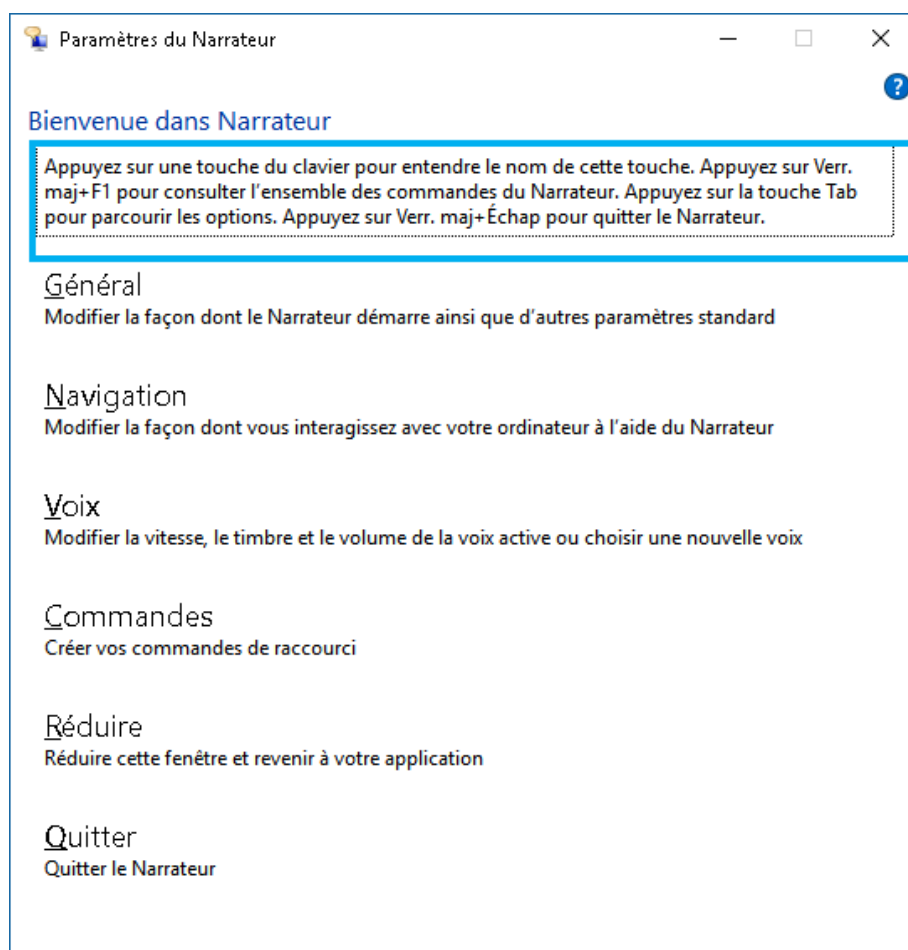 Paramètres du Narrateur
?
Bienvenue dans Narrateur
Appuyez sur une touche du clavier pour entendre le nom de cette touche. Appuyez sur Verr.
maj+F1 pour consulter l'ensemble des commandes du Narrateur. Appuyez sur la touche Tab
pour parcourir les options. Appuyez sur Verr. maj+Échap pour quitter le Narrateur.
Général
Modifier la façon dont le Narrateur démarre ainsi que d'autres paramètres standard
Navigation
Modifier la façon dont vous interagissez avec votre ordinateur à l'aide du Narrateur
Voix
Modifier la vitesse, le timbre et le volume de la voix active ou choisir une nouvelle voix
Commandes
Créer vos commandes de raccourci
Réduire
Réduire cette fenêtre et revenir à votre application
Quitter
Quitter le Narrateur